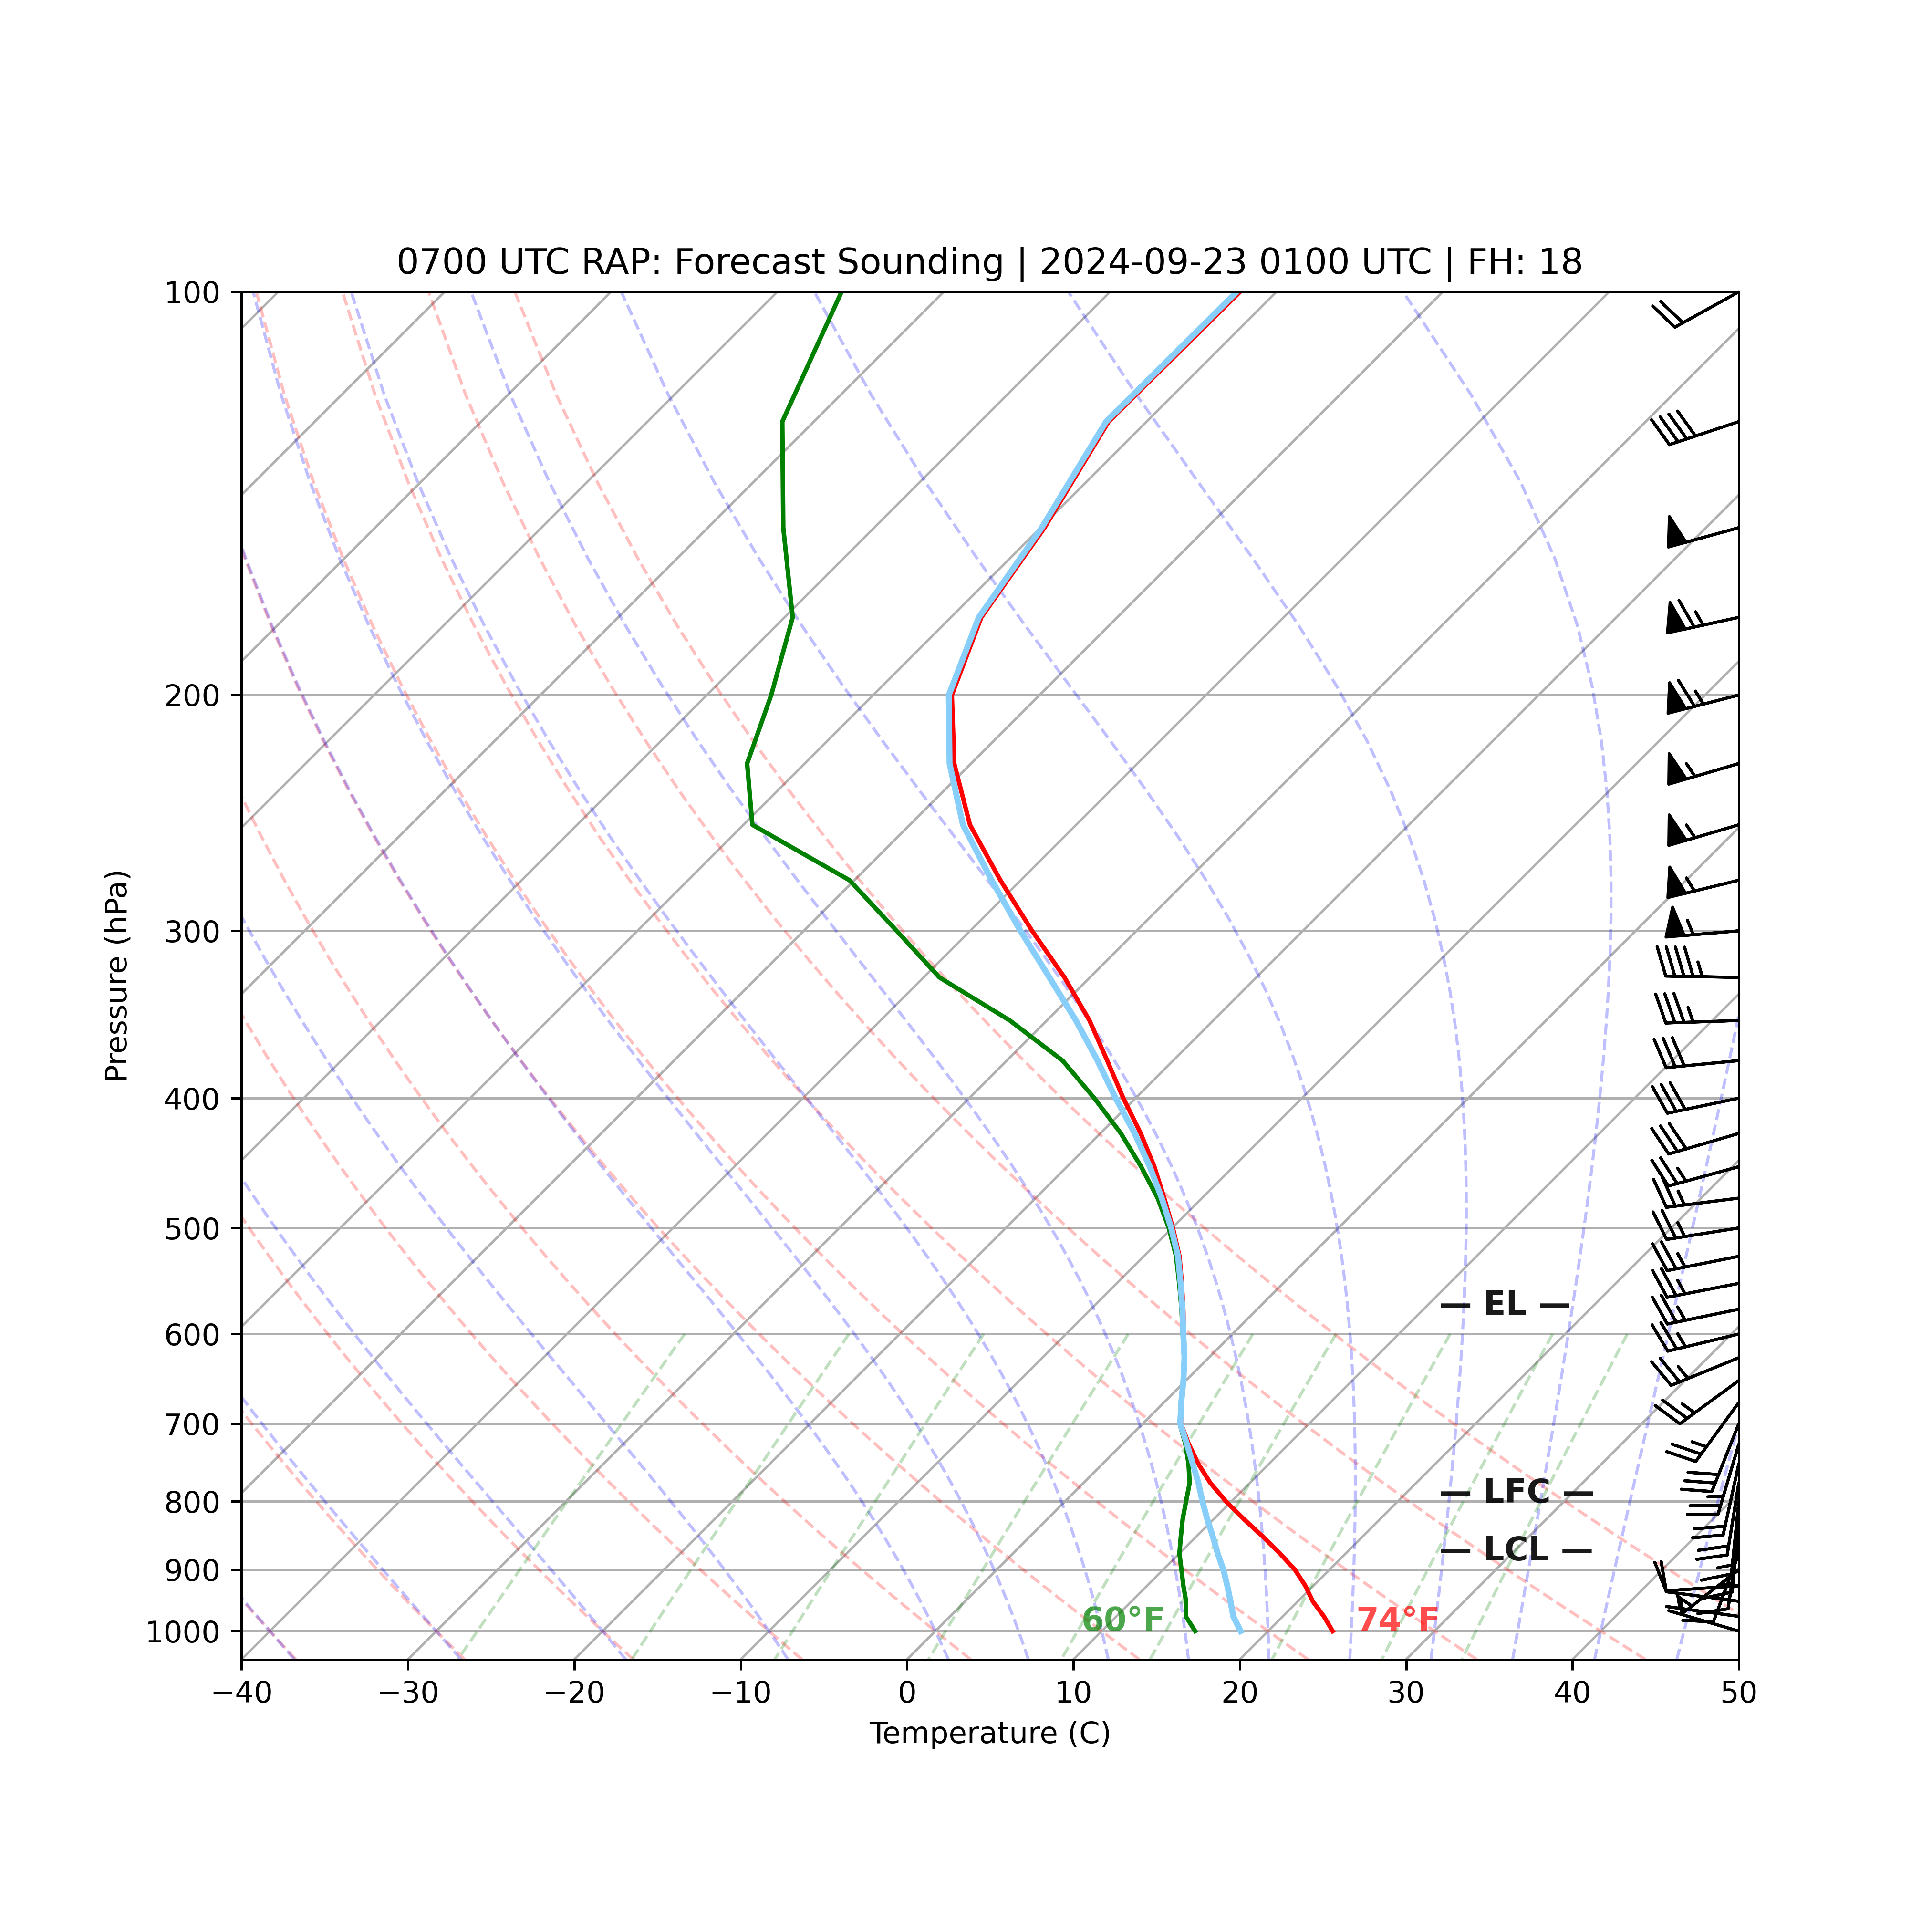 0700 UTC RAP: Forecast Sounding | 2024-09-23 0100 UTC | FH: 18
100
200
300
400
500
600
700
800
900
1000
Pressure (hPa)
— EL —
— LFC —
— LCL —
60°F
74°F
−40
−30
−20
−10
0
10
20
30
40
50
Temperature (C)